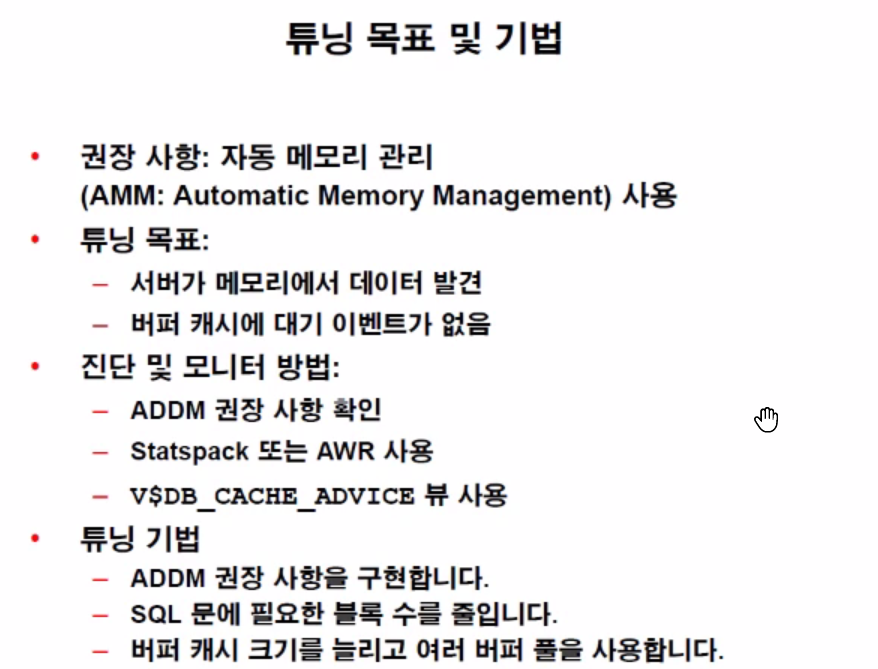 튜닝 목표 및 기법
• 권장 사항: 자동 메모리 관리
(AMM: Automatic Memory Management) 사용
• 튜닝 목표:
– 서버가 메모리에서 데이터 발견
– 버퍼 캐시에 대기 이벤트가 없음
• 진단 및 모니터 방법:
– ADDM 권장 사항 확인
– Statspack 또는 AWR 사용
– V$DB_CACHE_ADVICE 뷰 사용
• 튜닝 기법
– ADDM 권장 사항을 구현합니다.
– SQL 문에 필요한 블록 수를 줄입니다.
– 버퍼 캐시 크기를 늘리고 여러 버퍼 풀을 사용합니다.